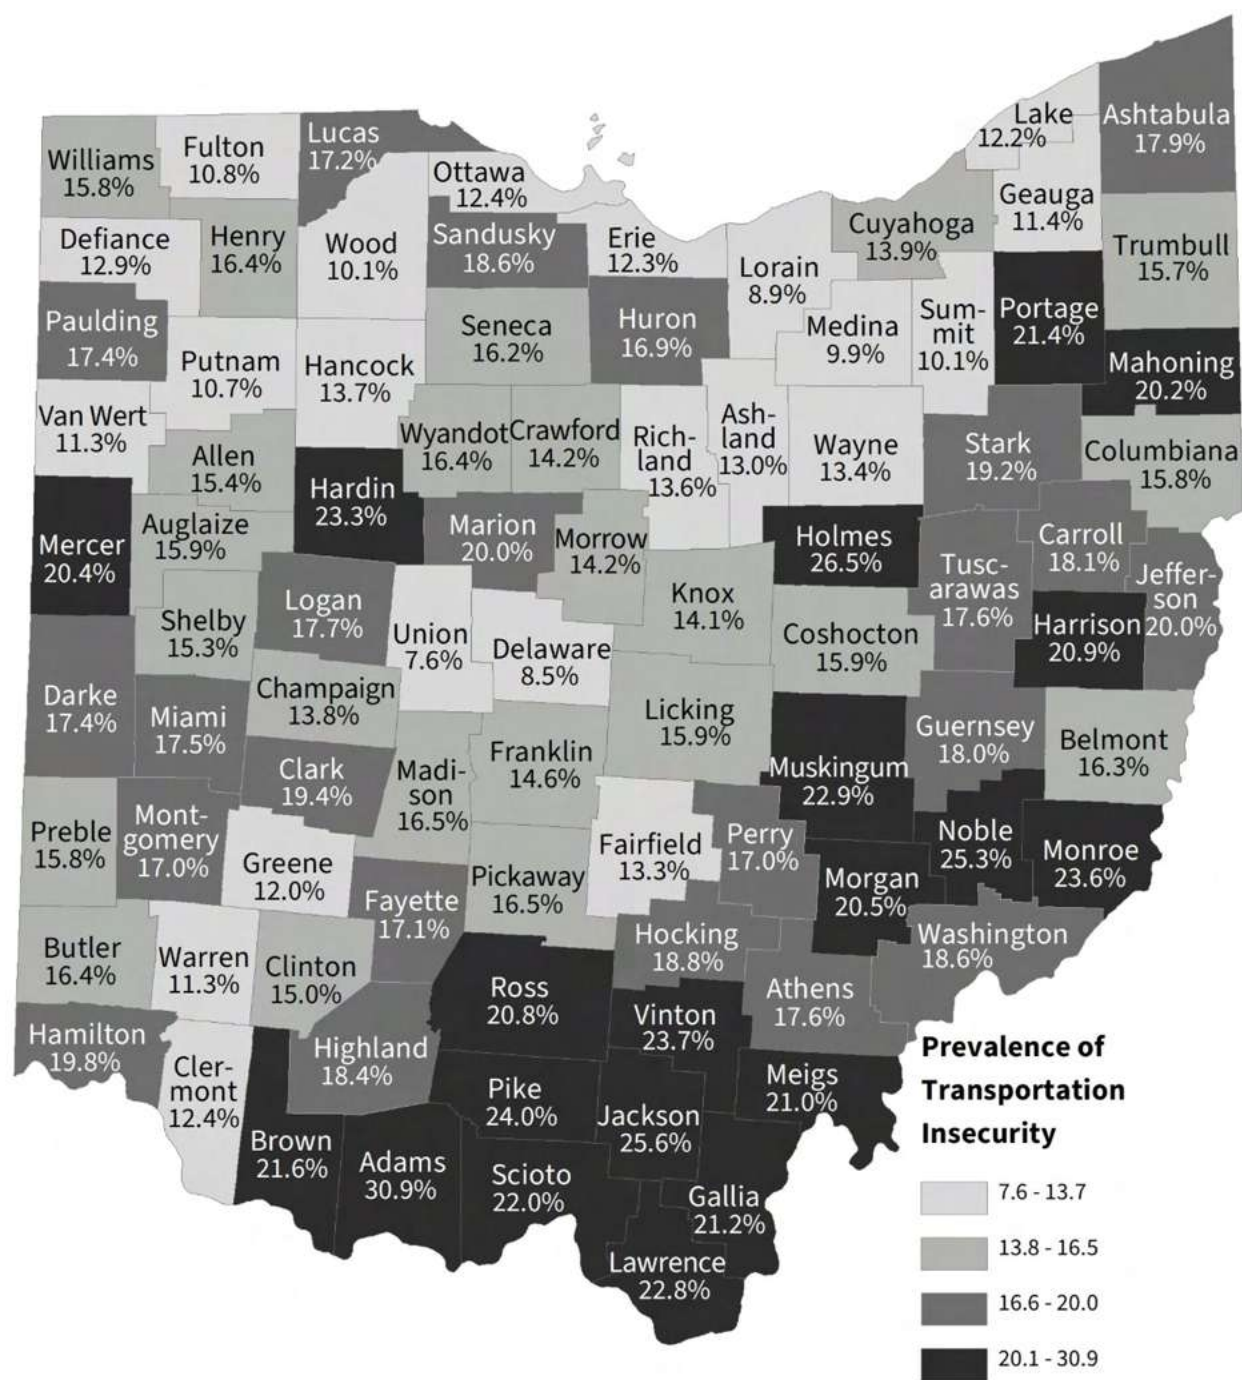 Lake
12.2%
Ashtabula
17.9%
Williams
15.8%
Fulton
10.8%
Lucas
17.2%
Ottawa
12.4%
Geauga
11.4%
Defiance
12.9%
Henry
16.4%
Wood
10.1%
Sandusky
18.6%
Erie
12.3%
Lorain
8.9%
Cuyahoga
13.9%
Trumbull
15.7%
Paulding
17.4%
Putnam
10.7%
Hancock
13.7%
Seneca
16.2%
Huron
16.9%
Medina
9.9%
Sum-
mit
10.1%
Portage
21.4%
Mahoning
20.2%
Van Wert
11.3%
Allen
15.4%
Hardin
23.3%
Wyandot
16.4%
Crawford
14.2%
Rich-
land
13.6%
Ash-
land
13.0%
Wayne
13.4%
Stark
19.2%
Columbiana
15.8%
Mercer
20.4%
Auglaize
15.9%
Marion
20.0%
Morrow
14.2%
Holmes
26.5%
Carroll
18.1%
Tusc-
arawas
17.6%
Jeffer-
son
20.0%
Shelby
15.3%
Logan
17.7%
Union
7.6%
Delaware
8.5%
Knox
14.1%
Coshocton
15.9%
Harrison
20.9%
Darke
17.4%
Miami
17.5%
Champaign
13.8%
Licking
15.9%
Guernsey
18.0%
Belmont
16.3%
Clark
19.4%
Madi-
son
16.5%
Franklin
14.6%
Muskingum
22.9%
Preble
15.8%
Mont-
gomery
17.0%
Greene
12.0%
Fairfield
13.3%
Perry
17.0%
Noble
25.3%
Monroe
23.6%
Fayette
17.1%
Pickaway
16.5%
Morgan
20.5%
Butler
16.4%
Warren
11.3%
Clinton
15.0%
Hocking
18.8%
Washington
18.6%
Ross
20.8%
Athens
17.6%
Hamilton
19.8%
Cler-
mont
12.4%
Highland
18.4%
Vinton
23.7%
Pike
24.0%
Jackson
25.6%
Meigs
21.0%
Brown
21.6%
Adams
30.9%
Scioto
22.0%
Gallia
21.2%
Lawrence
22.8%
Prevalence of
Transportation
Insecurity
7.6 - 13.7
13.8 - 16.5
16.6 - 20.0
20.1 - 30.9